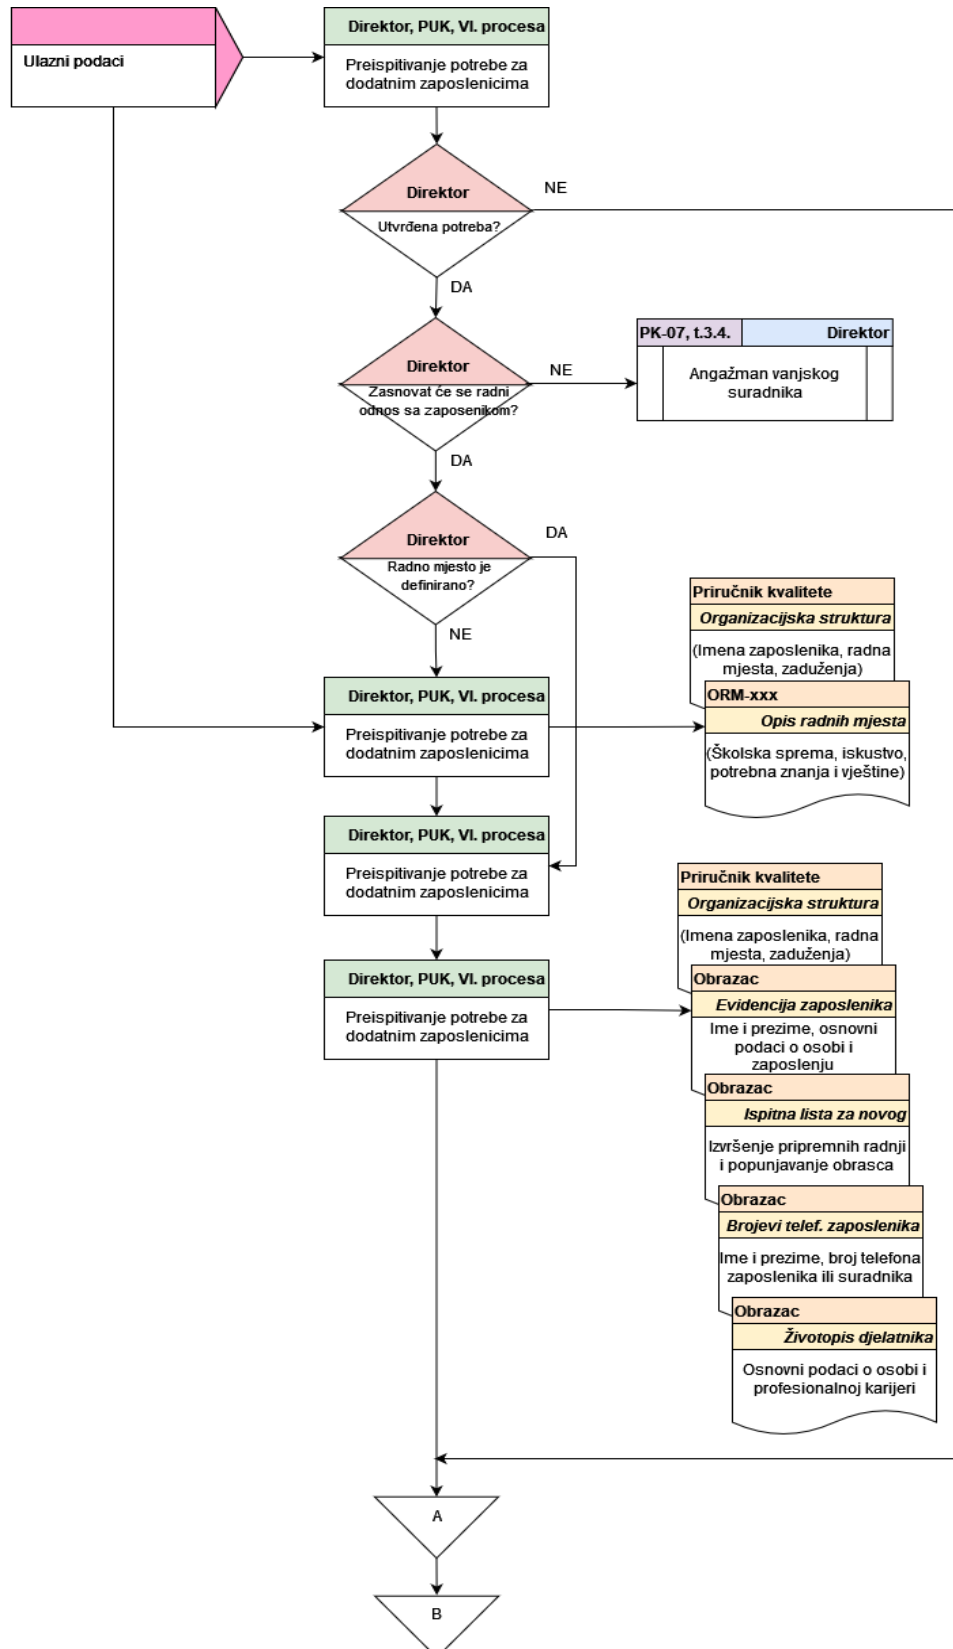 Ulazni podaci
Direktor, PUK, Vl. procesa
Preispitivanje potrebe za
dodatnim zaposlenicima
Direktor
Utvrđena potreba?
NE
DA
Direktor
Zasnovat će se radni
odnos sa zaposenikom?
NE
PK-07, t.3.4.
Direktor
Angažman vanjskog
suradnika
DA
Direktor
Radno mjesto je
definirano?
DA
NE
Direktor, PUK, Vl. procesa
Preispitivanje potrebe za
dodatnim zaposlenicima
Priručnik kvalitete
Organizacijska struktura
(Imena zaposlenika, radna
mjesta, zaduženja)
ORM-xxx
Opis radnih mjesta
(Školska sprema, iskustvo,
potrebna znanja i vještine)
Direktor, PUK, Vl. procesa
Preispitivanje potrebe za
dodatnim zaposlenicima
Direktor, PUK, Vl. procesa
Preispitivanje potrebe za
dodatnim zaposlenicima
Priručnik kvalitete
Organizacijska struktura
(Imena zaposlenika, radna
mjesta, zaduženja)
Obrazac
Evidencija zaposlenika
Ime i prezime, osnovni
podaci o osobi i
zaposlenju
Obrazac
Ispitna lista za novog
Izvršenje pripremnih radnji
i popunjavanje obrasca
Obrazac
Brojevi telef. zaposlenika
Ime i prezime, broj telefona
zaposlenika ili suradnika
Obrazac
Životopis djelatnika
Osnovni podaci o osobi i
profesionalnoj karijeri
A
B